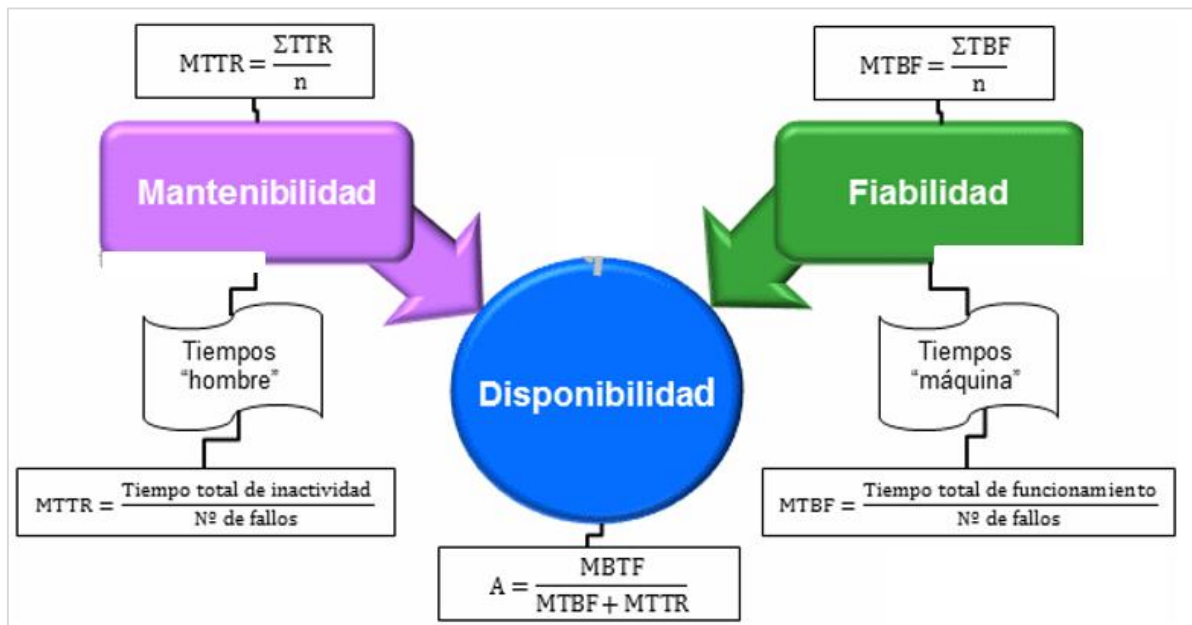 MTTR = ΣTTR / n
MTBF = ΣTBF / n
Mantenibilidad
Fiabilidad
Tiempos
“hombre”
Tiempos
“máquina”
Disponibilidad
MTTR = Tiempo total de inactividad / Nº de fallos
MTBF = Tiempo total de funcionamiento / Nº de fallos
A = MBTF / MTBF + MTTR